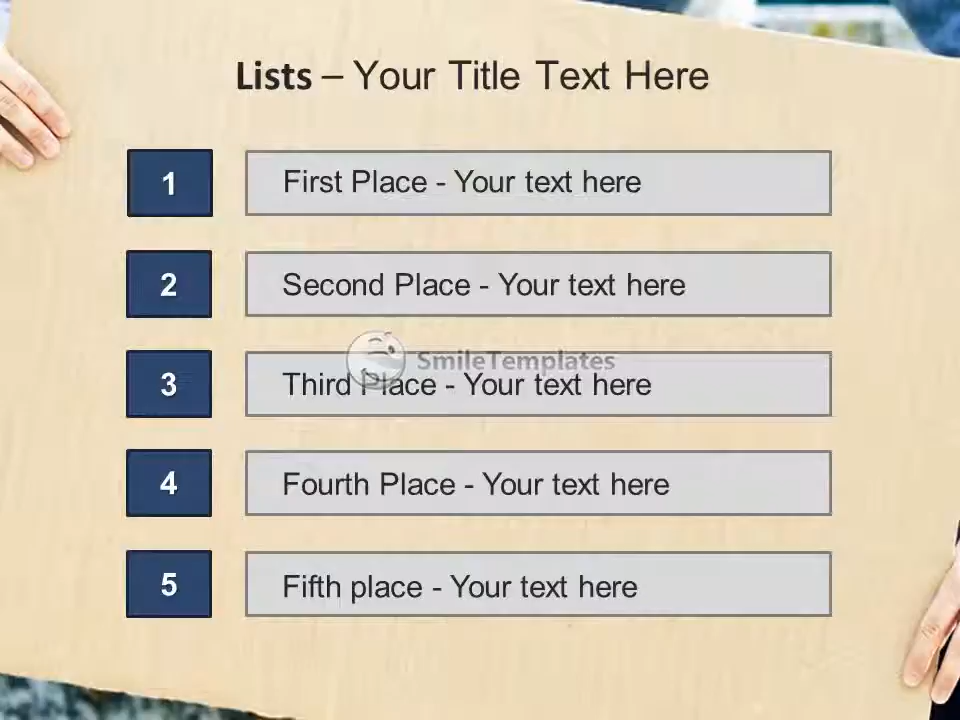 Lists – Your Title Text Here
1 First Place - Your text here
2 Second Place - Your text here
SmileTemplates
3 Third Place - Your text here
4 Fourth Place - Your text here
5 Fifth place - Your text here